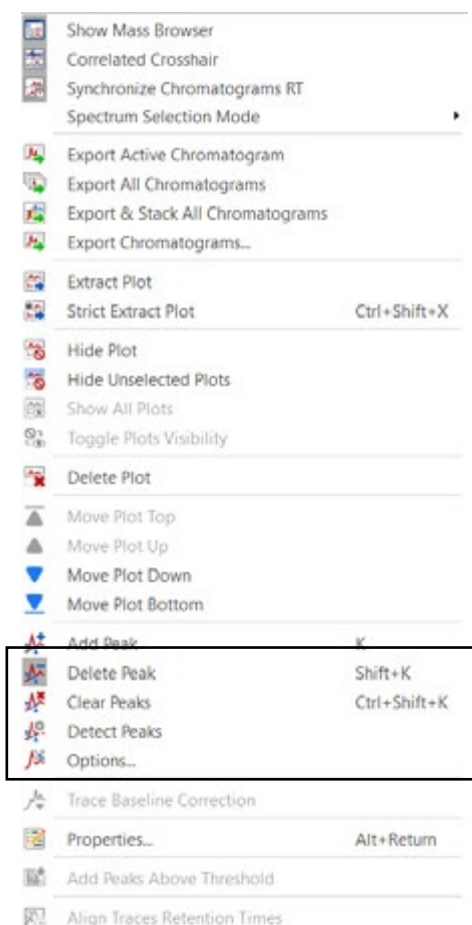 Show Mass Browser
Correlated Crosshair
Synchronize Chromatograms RT
Spectrum Selection Mode
Export Active Chromatogram
Export All Chromatograms
Export & Stack All Chromatograms
Export Chromatograms...
Extract Plot
Strict Extract Plot Ctrl+Shift+X
Hide Plot
Hide Unselected Plots
Show All Plots
Toggle Plots Visibility
Delete Plot
Move Plot Top
Move Plot Up
Move Plot Down
Move Plot Bottom
Add Peak K
Delete Peak Shift+K
Clear Peaks Ctrl+Shift+K
Detect Peaks
Options...
Trace Baseline Correction
Properties... Alt+Return
Add Peaks Above Threshold
Align Traces Retention Times